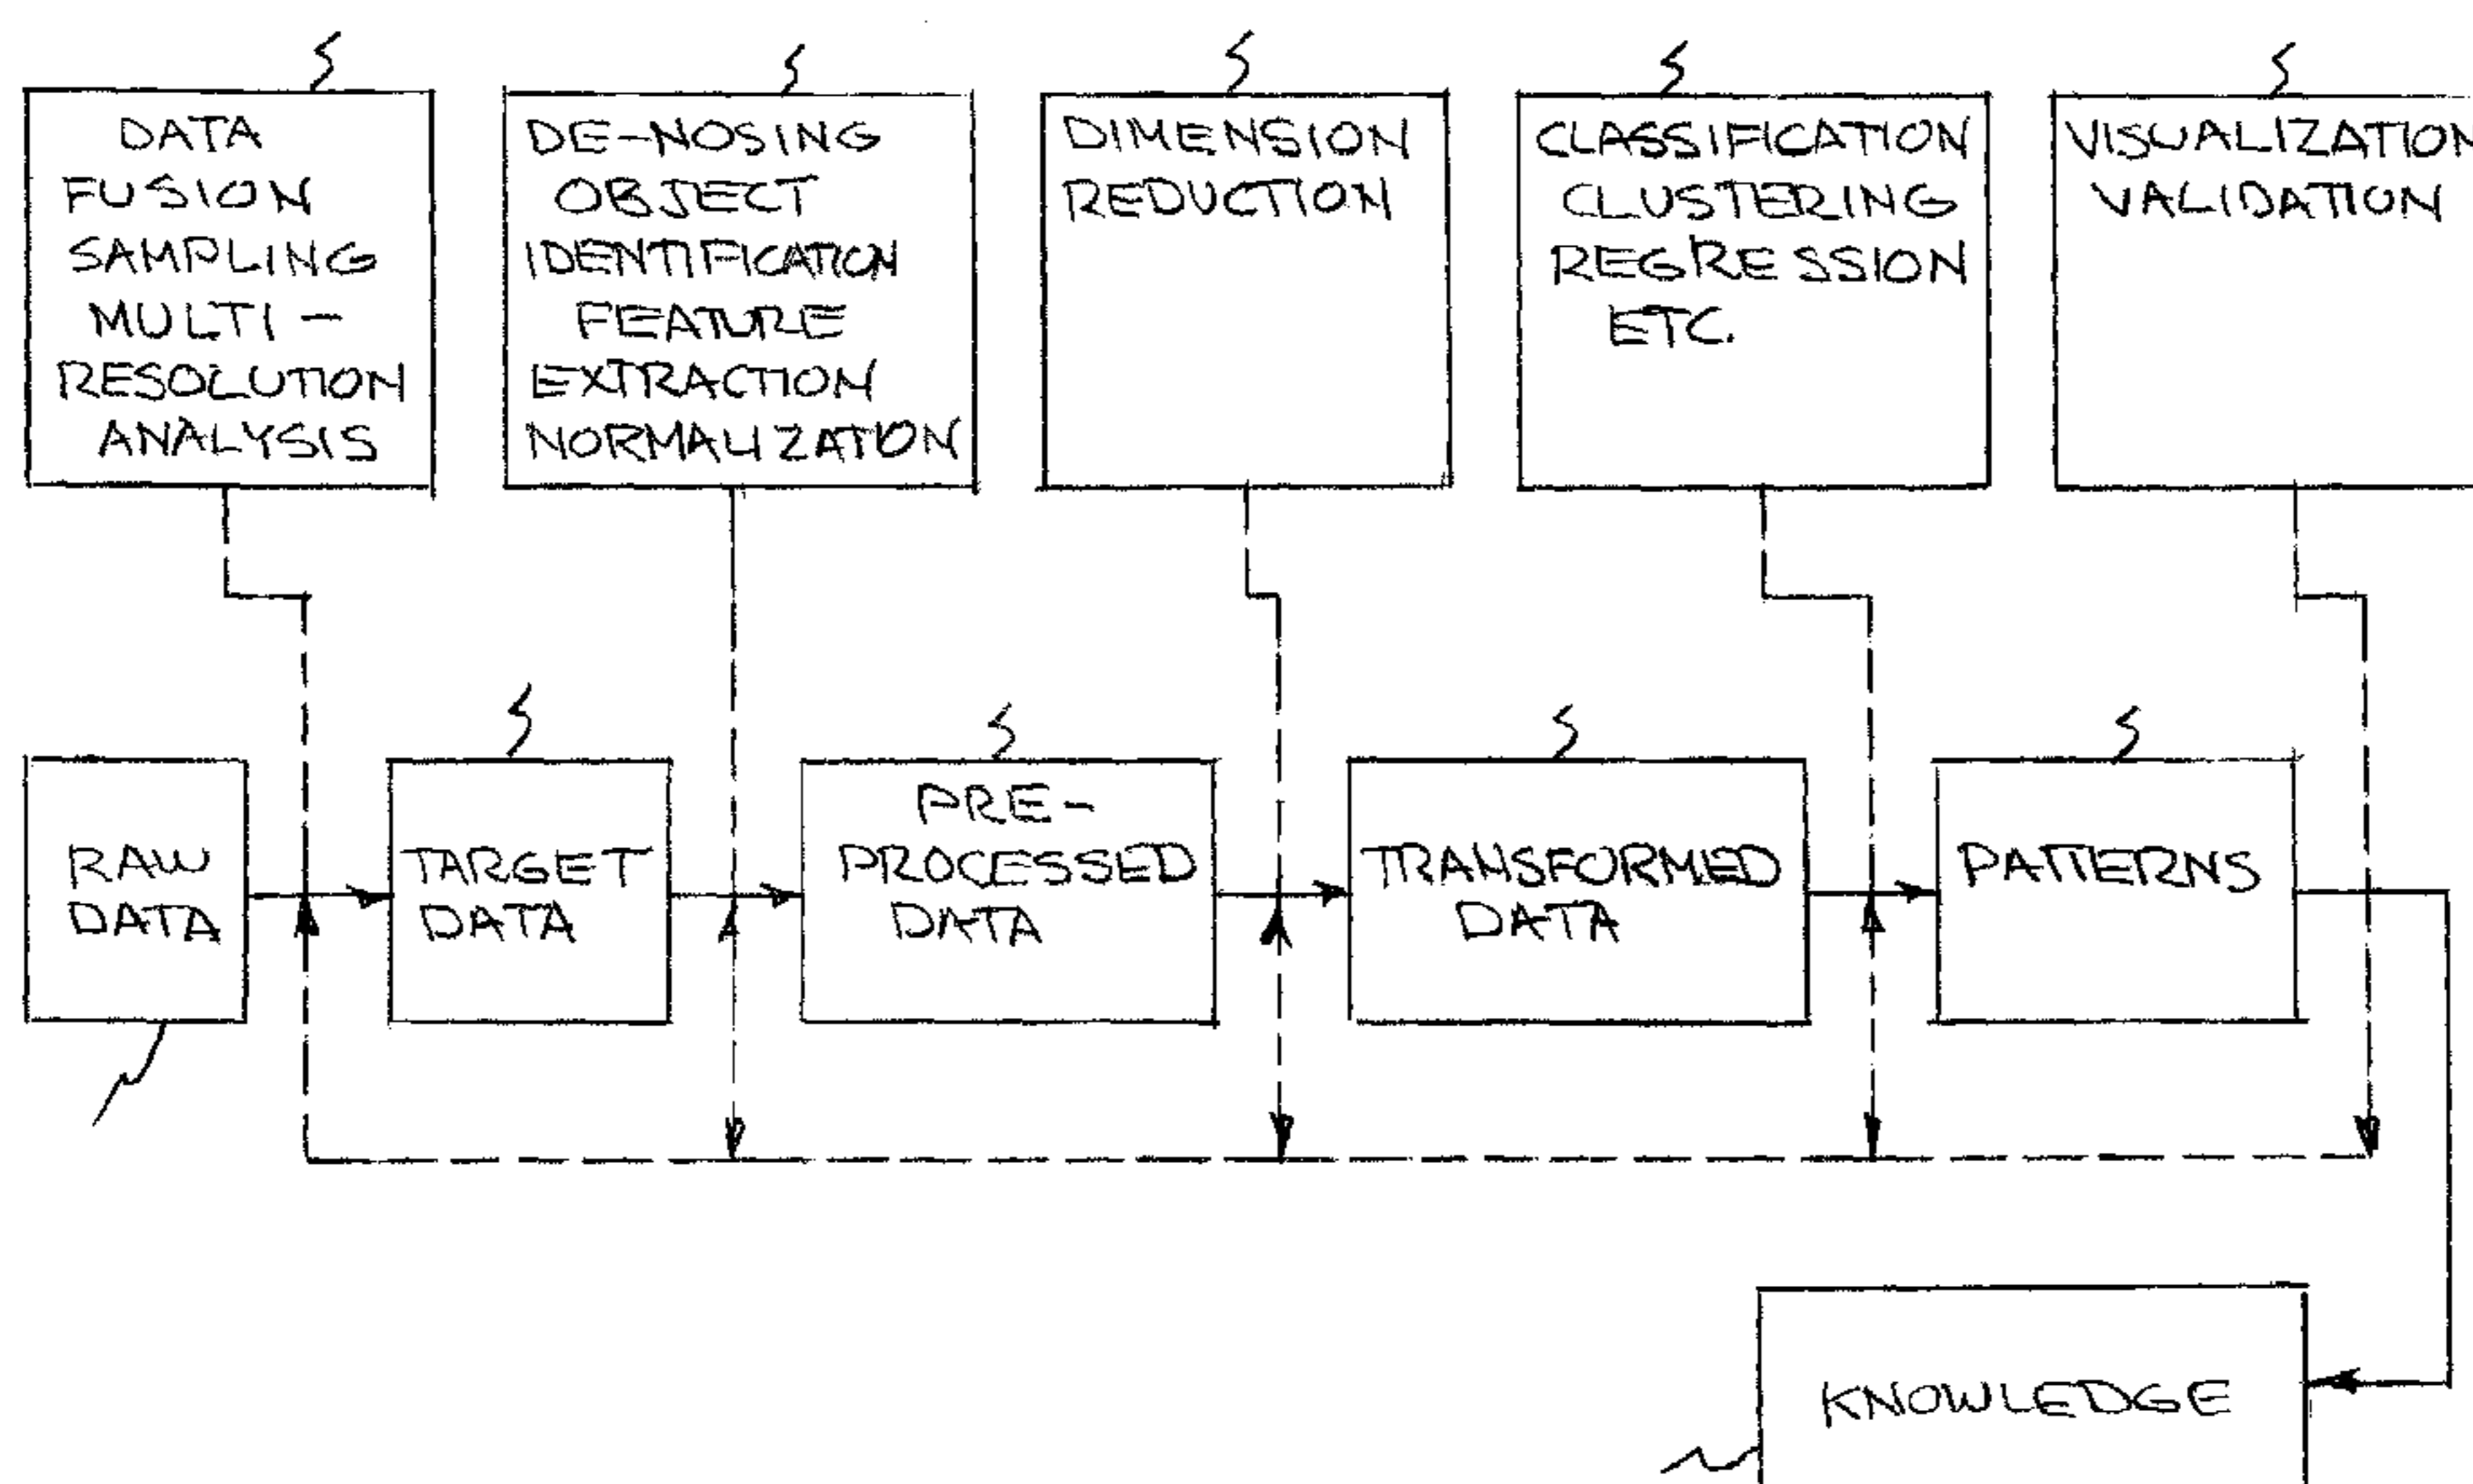 DATA
FUSION
SAMPLING
MULTI-
RESOLUTION
ANALYSIS
DE-NOSING
OBJECT
IDENTIFICATION
FEATURE
EXTRACTION
NORMALIZATION
DIMENSION
REDUCTION
CLASSIFICATION
CLUSTERING
REGRESSION
ETC.
VISUALIZATION
VALIDATION
RAW
DATA
TARGET
DATA
PRE-
PROCESSED
DATA
TRANSFORMED
DATA
PATTERNS
KNOWLEDGE